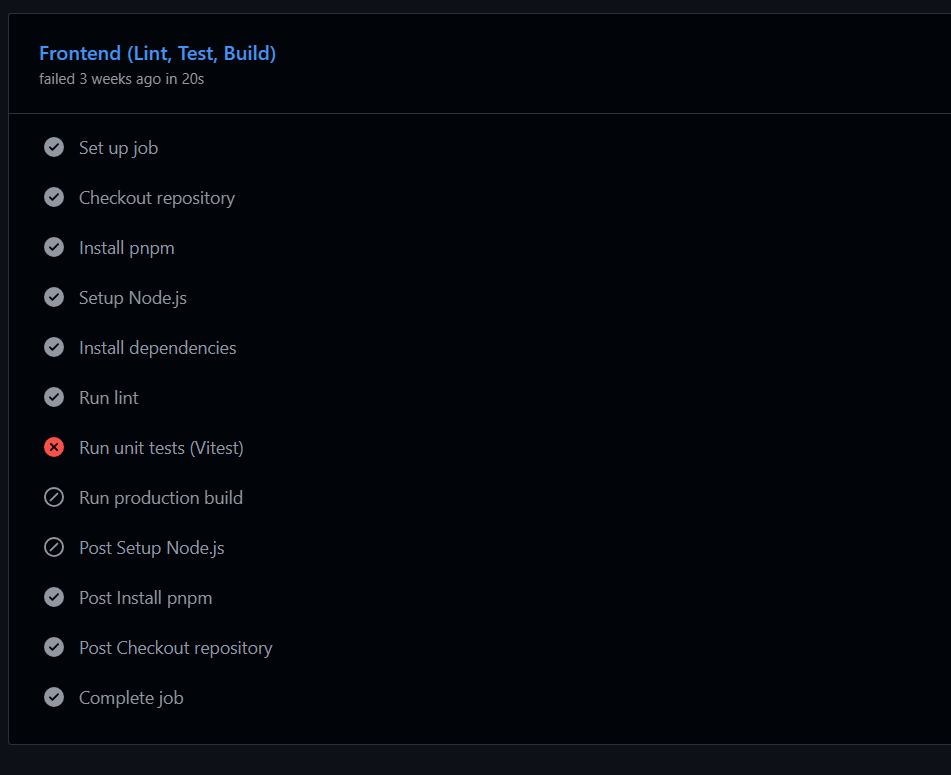 Frontend (Lint, Test, Build)
failed 3 weeks ago in 20s
Set up job
Checkout repository
Install pnpm
Setup Node.js
Install dependencies
Run lint
Run unit tests (Vitest)
Run production build
Post Setup Node.js
Post Install pnpm
Post Checkout repository
Complete job